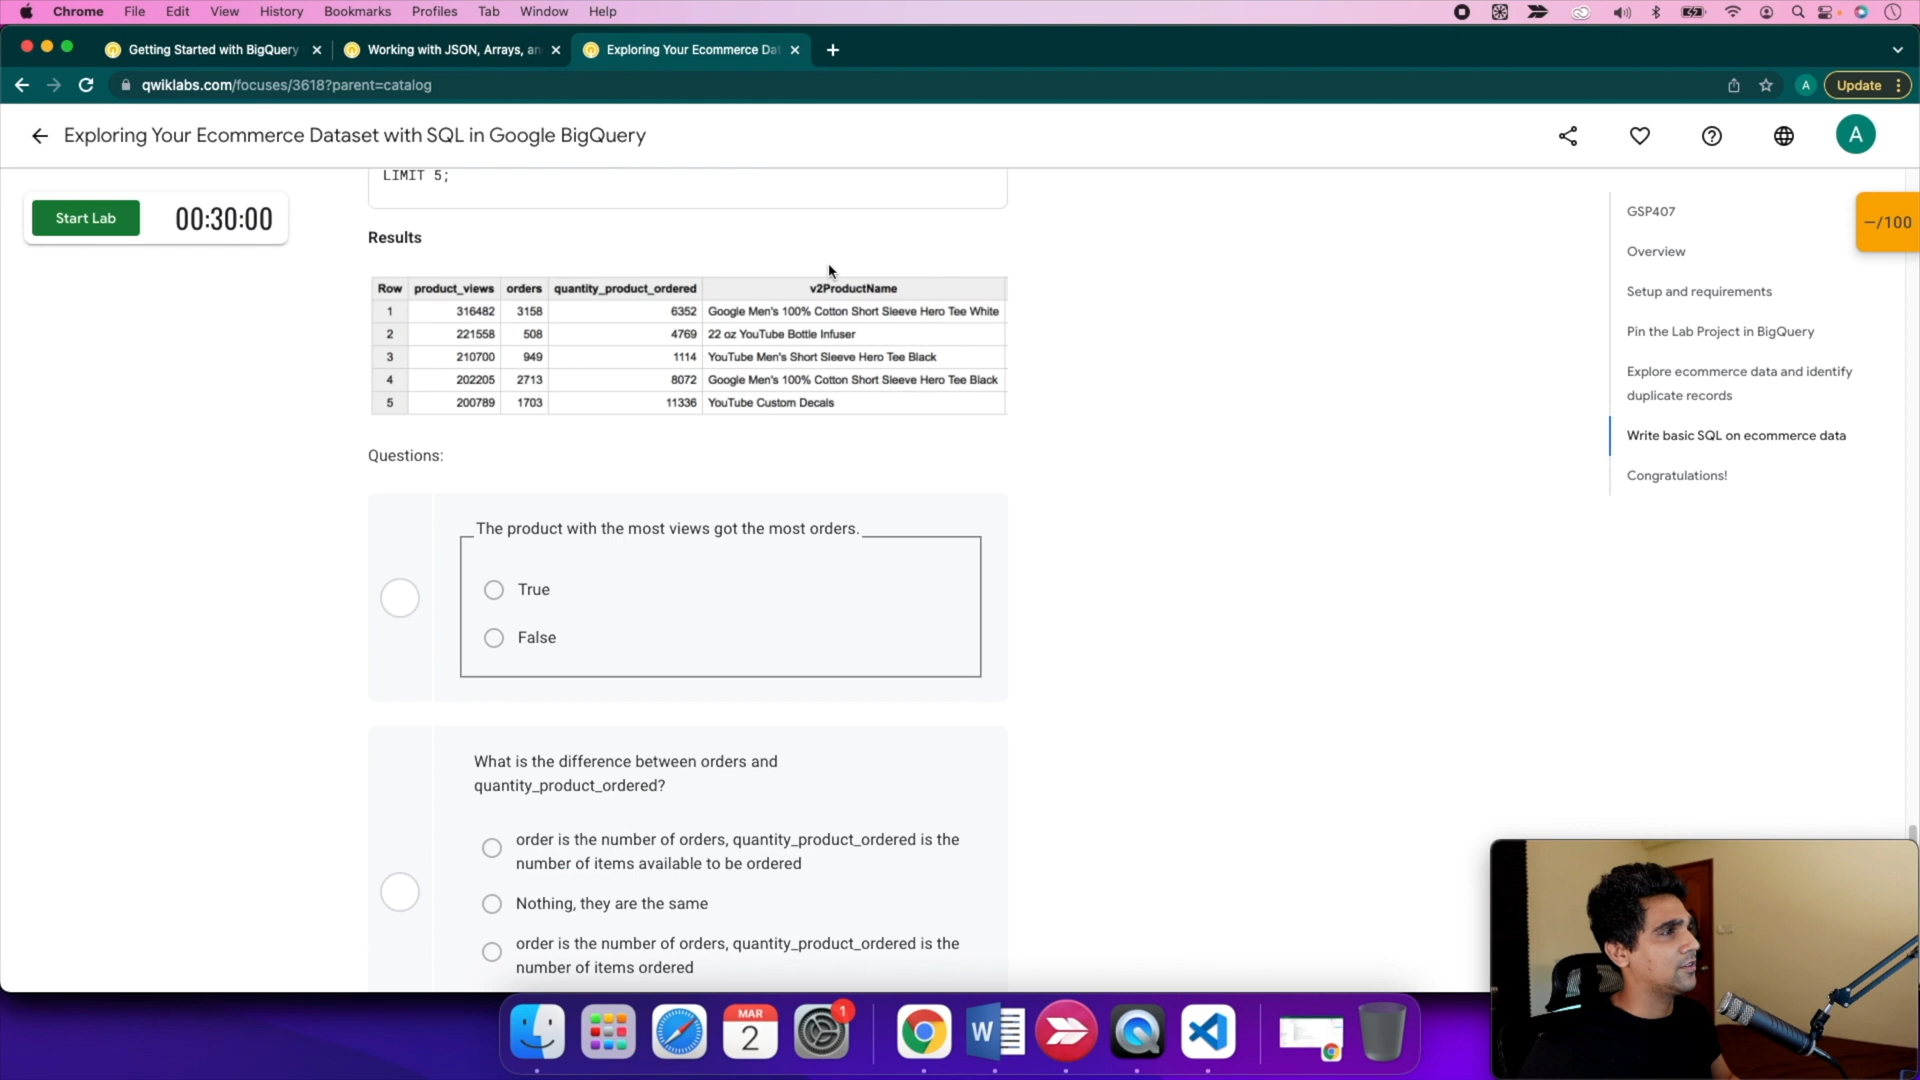 Chrome File Edit View History Bookmarks Profiles Tab Window Help
Getting Started with BigQuery
Working with JSON, Arrays, an
Exploring Your Ecommerce Dat
qwiklabs.com/focuses/3618?parent=catalog
A
Update
Exploring Your Ecommerce Dataset with SQL in Google BigQuery
A
LIMIT 5;
Start Lab 00:30:00
Results
Row product_views orders quantity_product_ordered v2ProductName
1 316482 3158 6352 Google Men's 100% Cotton Short Sleeve Hero Tee White
2 221558 508 4769 22 oz YouTube Bottle Infuser
3 210700 949 1114 YouTube Men's Short Sleeve Hero Tee Black
4 202205 2713 8072 Google Men's 100% Cotton Short Sleeve Hero Tee Black
5 200789 1703 11336 YouTube Custom Decals
Questions:
The product with the most views got the most orders.
True
False
What is the difference between orders and
quantity_product_ordered?
order is the number of orders, quantity_product_ordered is the
number of items available to be ordered
Nothing, they are the same
order is the number of orders, quantity_product_ordered is the
number of items ordered
GSP407
Overview
Setup and requirements
Pin the Lab Project in BigQuery
Explore ecommerce data and identify
duplicate records
Write basic SQL on ecommerce data
Congratulations!
–/100
MAR
2
1
W